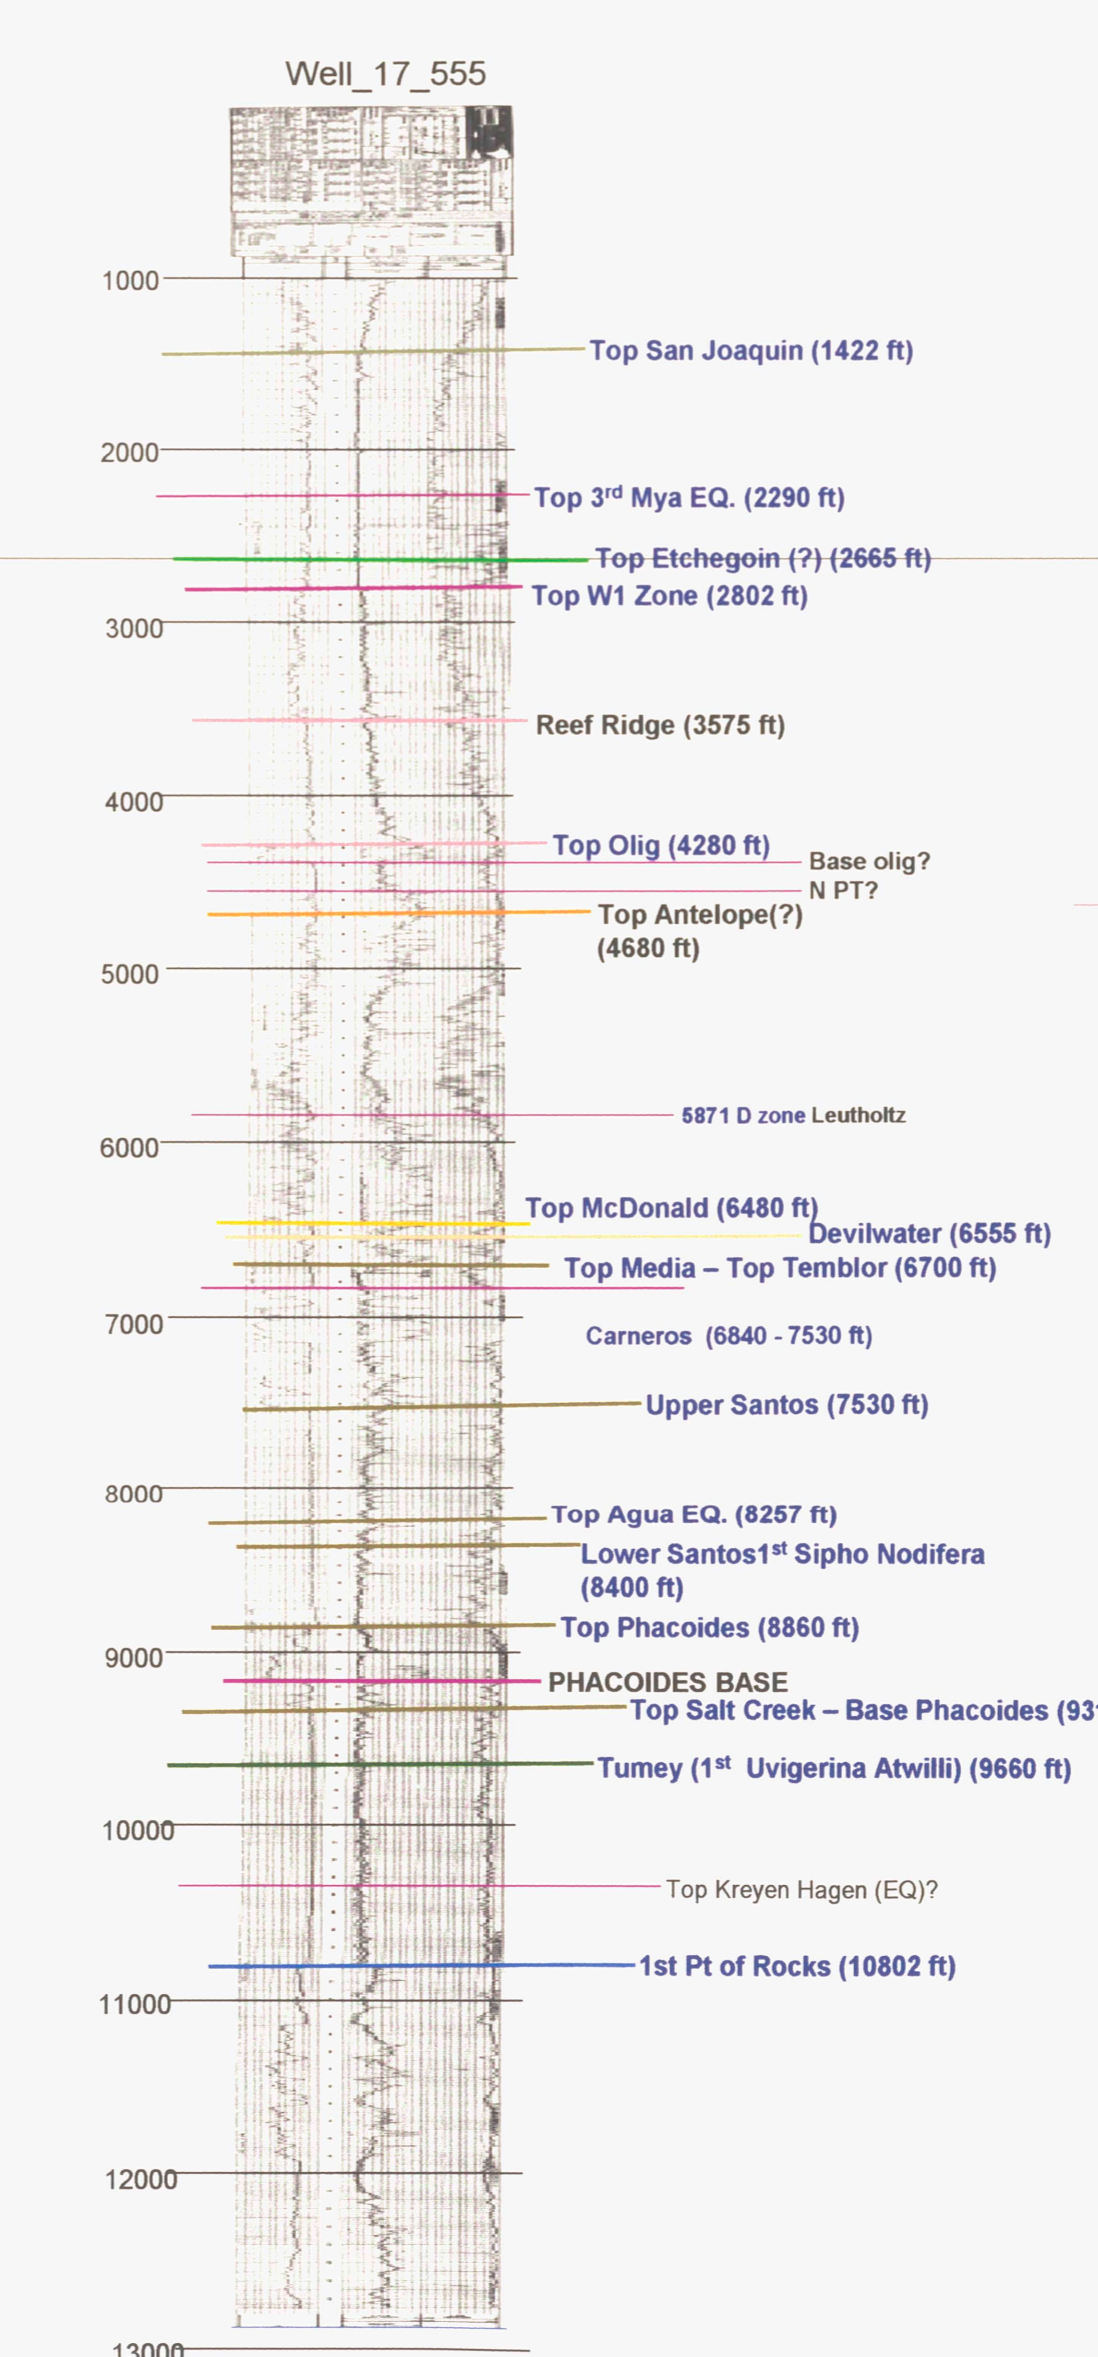 Well_17_555
1000
Top San Joaquin (1422 ft)
2000
Top 3rd Mya EQ. (2290 ft)
Top Etchegoin (?) (2665 ft)
Top W1 Zone (2802 ft)
3000
Reef Ridge (3575 ft)
4000
Top Olig (4280 ft)
Base olig?
N PT?
Top Antelope(?)
(4680 ft)
5000
5871 D zone Leutholtz
6000
Top McDonald (6480 ft)
Devilwater (6555 ft)
Top Media – Top Temblor (6700 ft)
7000
Carneros (6840 - 7530 ft)
Upper Santos (7530 ft)
8000
Top Agua EQ. (8257 ft)
Lower Santos1st Sipho Nodifera
(8400 ft)
Top Phacoides (8860 ft)
9000
PHACOIDES BASE
Top Salt Creek – Base Phacoides
Tumey (1st Uvigerina Atwilli) (9660 ft)
10000
Top Kreyen Hagen (EQ)?
1st Pt of Rocks (10802 ft)
11000
12000
13000